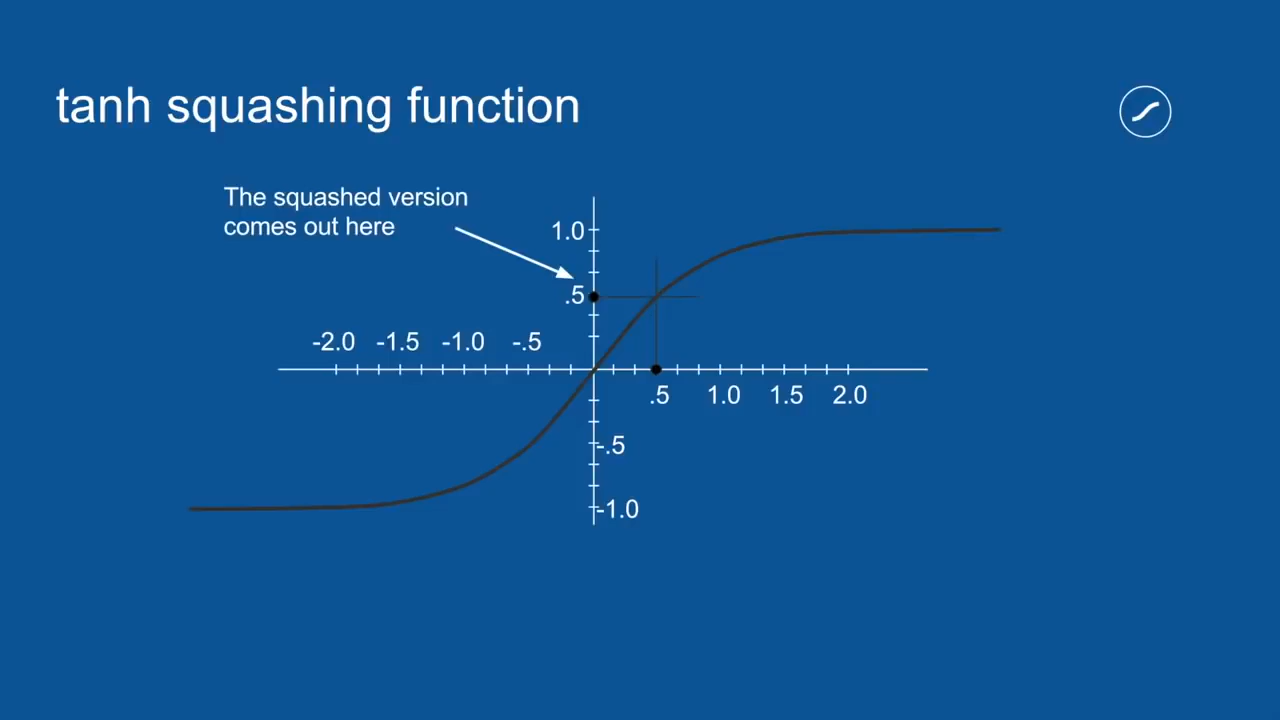 tanh squashing function
The squashed version
comes out here
1.0
.5
-2.0 -1.5 -1.0 -.5
.5 1.0 1.5 2.0
-.5
-1.0